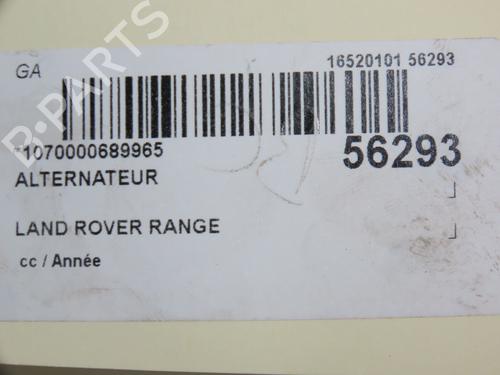 GA
16520101 56293
B-PARTS
*1070000689965
56293
ALTERNATEUR
LAND ROVER RANGE
cc / Année